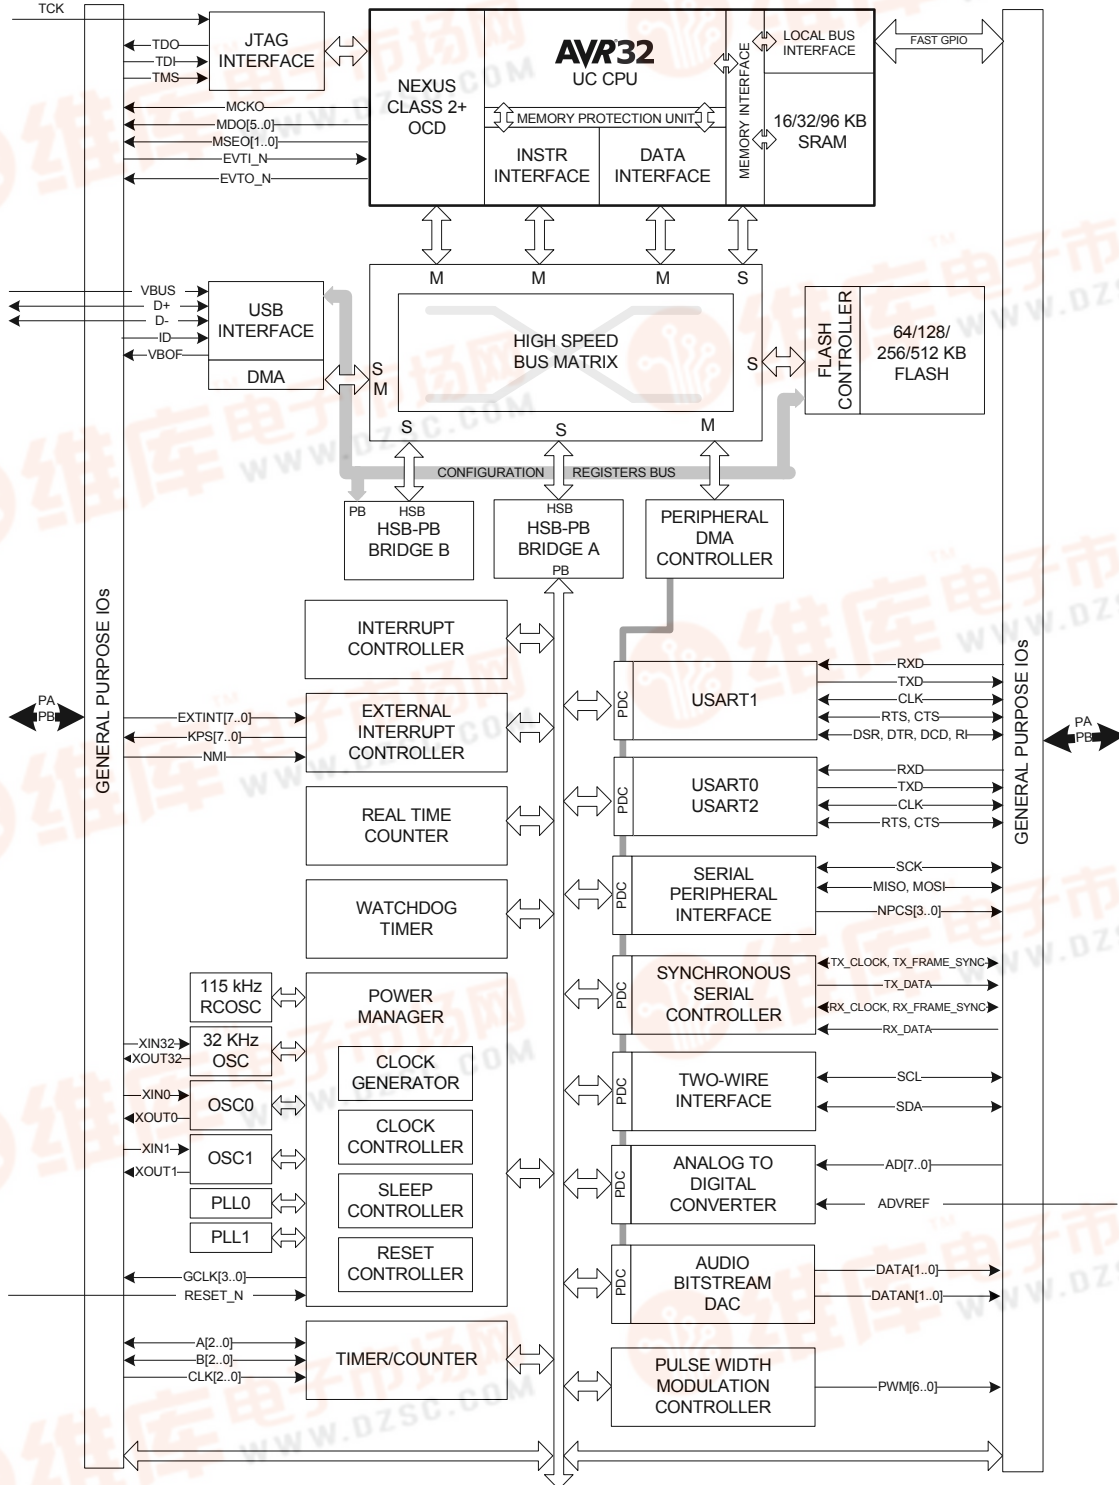 TCK
TDO
TDI
TMS
JTAG
INTERFACE
MCKO
MDO[5..0]
MSEO[1..0]
EVTI_N
EVTO_N
NEXUS
CLASS 2+
OCD
AVR32
UC CPU
MEMORY PROTECTION UNIT
INSTR
INTERFACE
DATA
INTERFACE
MEMORY INTERFACE
LOCAL BUS
INTERFACE
16/32/96 KB
SRAM
FAST GPIO
M
M
M
S
VBUS
D+
D-
ID
VBOF
USB
INTERFACE
DMA
S
M
HIGH SPEED
BUS MATRIX
S
FLASH
CONTROLLER
64/128/
256/512 KB
FLASH
S
S
M
CONFIGURATION REGISTERS BUS
PB
HSB
HSB-PB
BRIDGE B
HSB
HSB-PB
BRIDGE A
PB
PERIPHERAL
DMA
CONTROLLER
GENERAL PURPOSE IOs
PA
PB
INTERRUPT
CONTROLLER
EXTINT[7..0]
KPS[7..0]
NMI
EXTERNAL
INTERRUPT
CONTROLLER
REAL TIME
COUNTER
WATCHDOG
TIMER
115 kHz
RCOSC
XIN32
XOUT32
32 KHz
OSC
XIN0
XOUT0
OSC0
XIN1
XOUT1
OSC1
PLL0
PLL1
GCLK[3..0]
RESET_N
POWER
MANAGER
CLOCK
GENERATOR
CLOCK
CONTROLLER
SLEEP
CONTROLLER
RESET
CONTROLLER
A[2..0]
B[2..0]
CLK[2..0]
TIMER/COUNTER
PDC
USART1
RXD
TXD
CLK
RTS, CTS
DSR, DTR, DCD, RI
PDC
USART0
USART2
RXD
TXD
CLK
RTS, CTS
PDC
SERIAL
PERIPHERAL
INTERFACE
SCK
MISO, MOSI
NPCS[3..0]
PDC
SYNCHRONOUS
SERIAL
CONTROLLER
TX_CLOCK, TX_FRAME_SYNC
TX_DATA
RX_CLOCK, RX_FRAME_SYNC
RX_DATA
PDC
TWO-WIRE
INTERFACE
SCL
SDA
PDC
ANALOG TO
DIGITAL
CONVERTER
AD[7..0]
ADVREF
PDC
AUDIO
BITSTREAM
DAC
DATA[1..0]
DATAN[1..0]
PULSE WIDTH
MODULATION
CONTROLLER
PWM[6..0]
GENERAL PURPOSE IOs
PA
PB
维库电子市场网
WWW.DZSC.COM